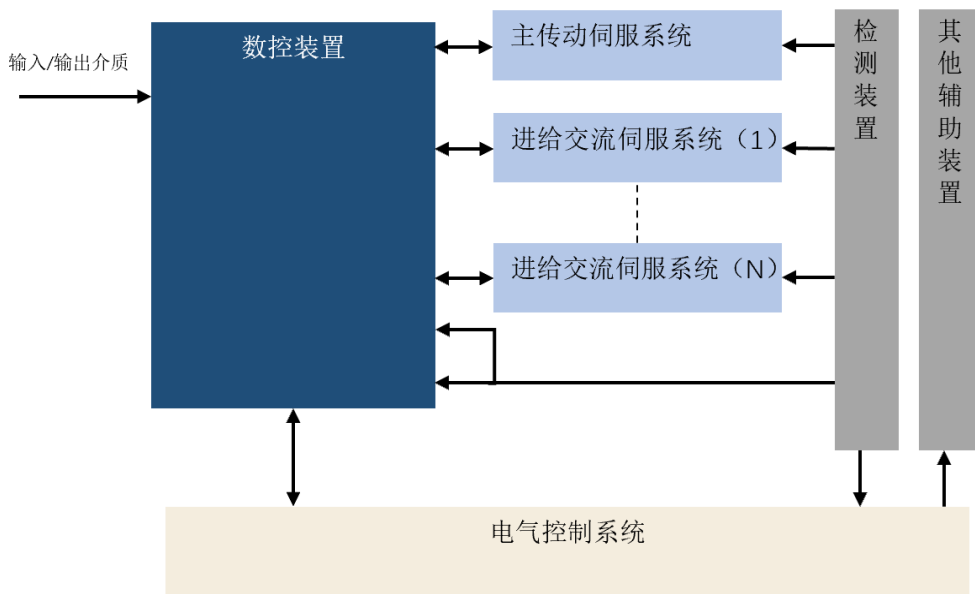 数控装置
输入/输出介质
主传动伺服系统
进给交流伺服系统（1）
进给交流伺服系统（N）
检测装置
其他辅助装置
电气控制系统